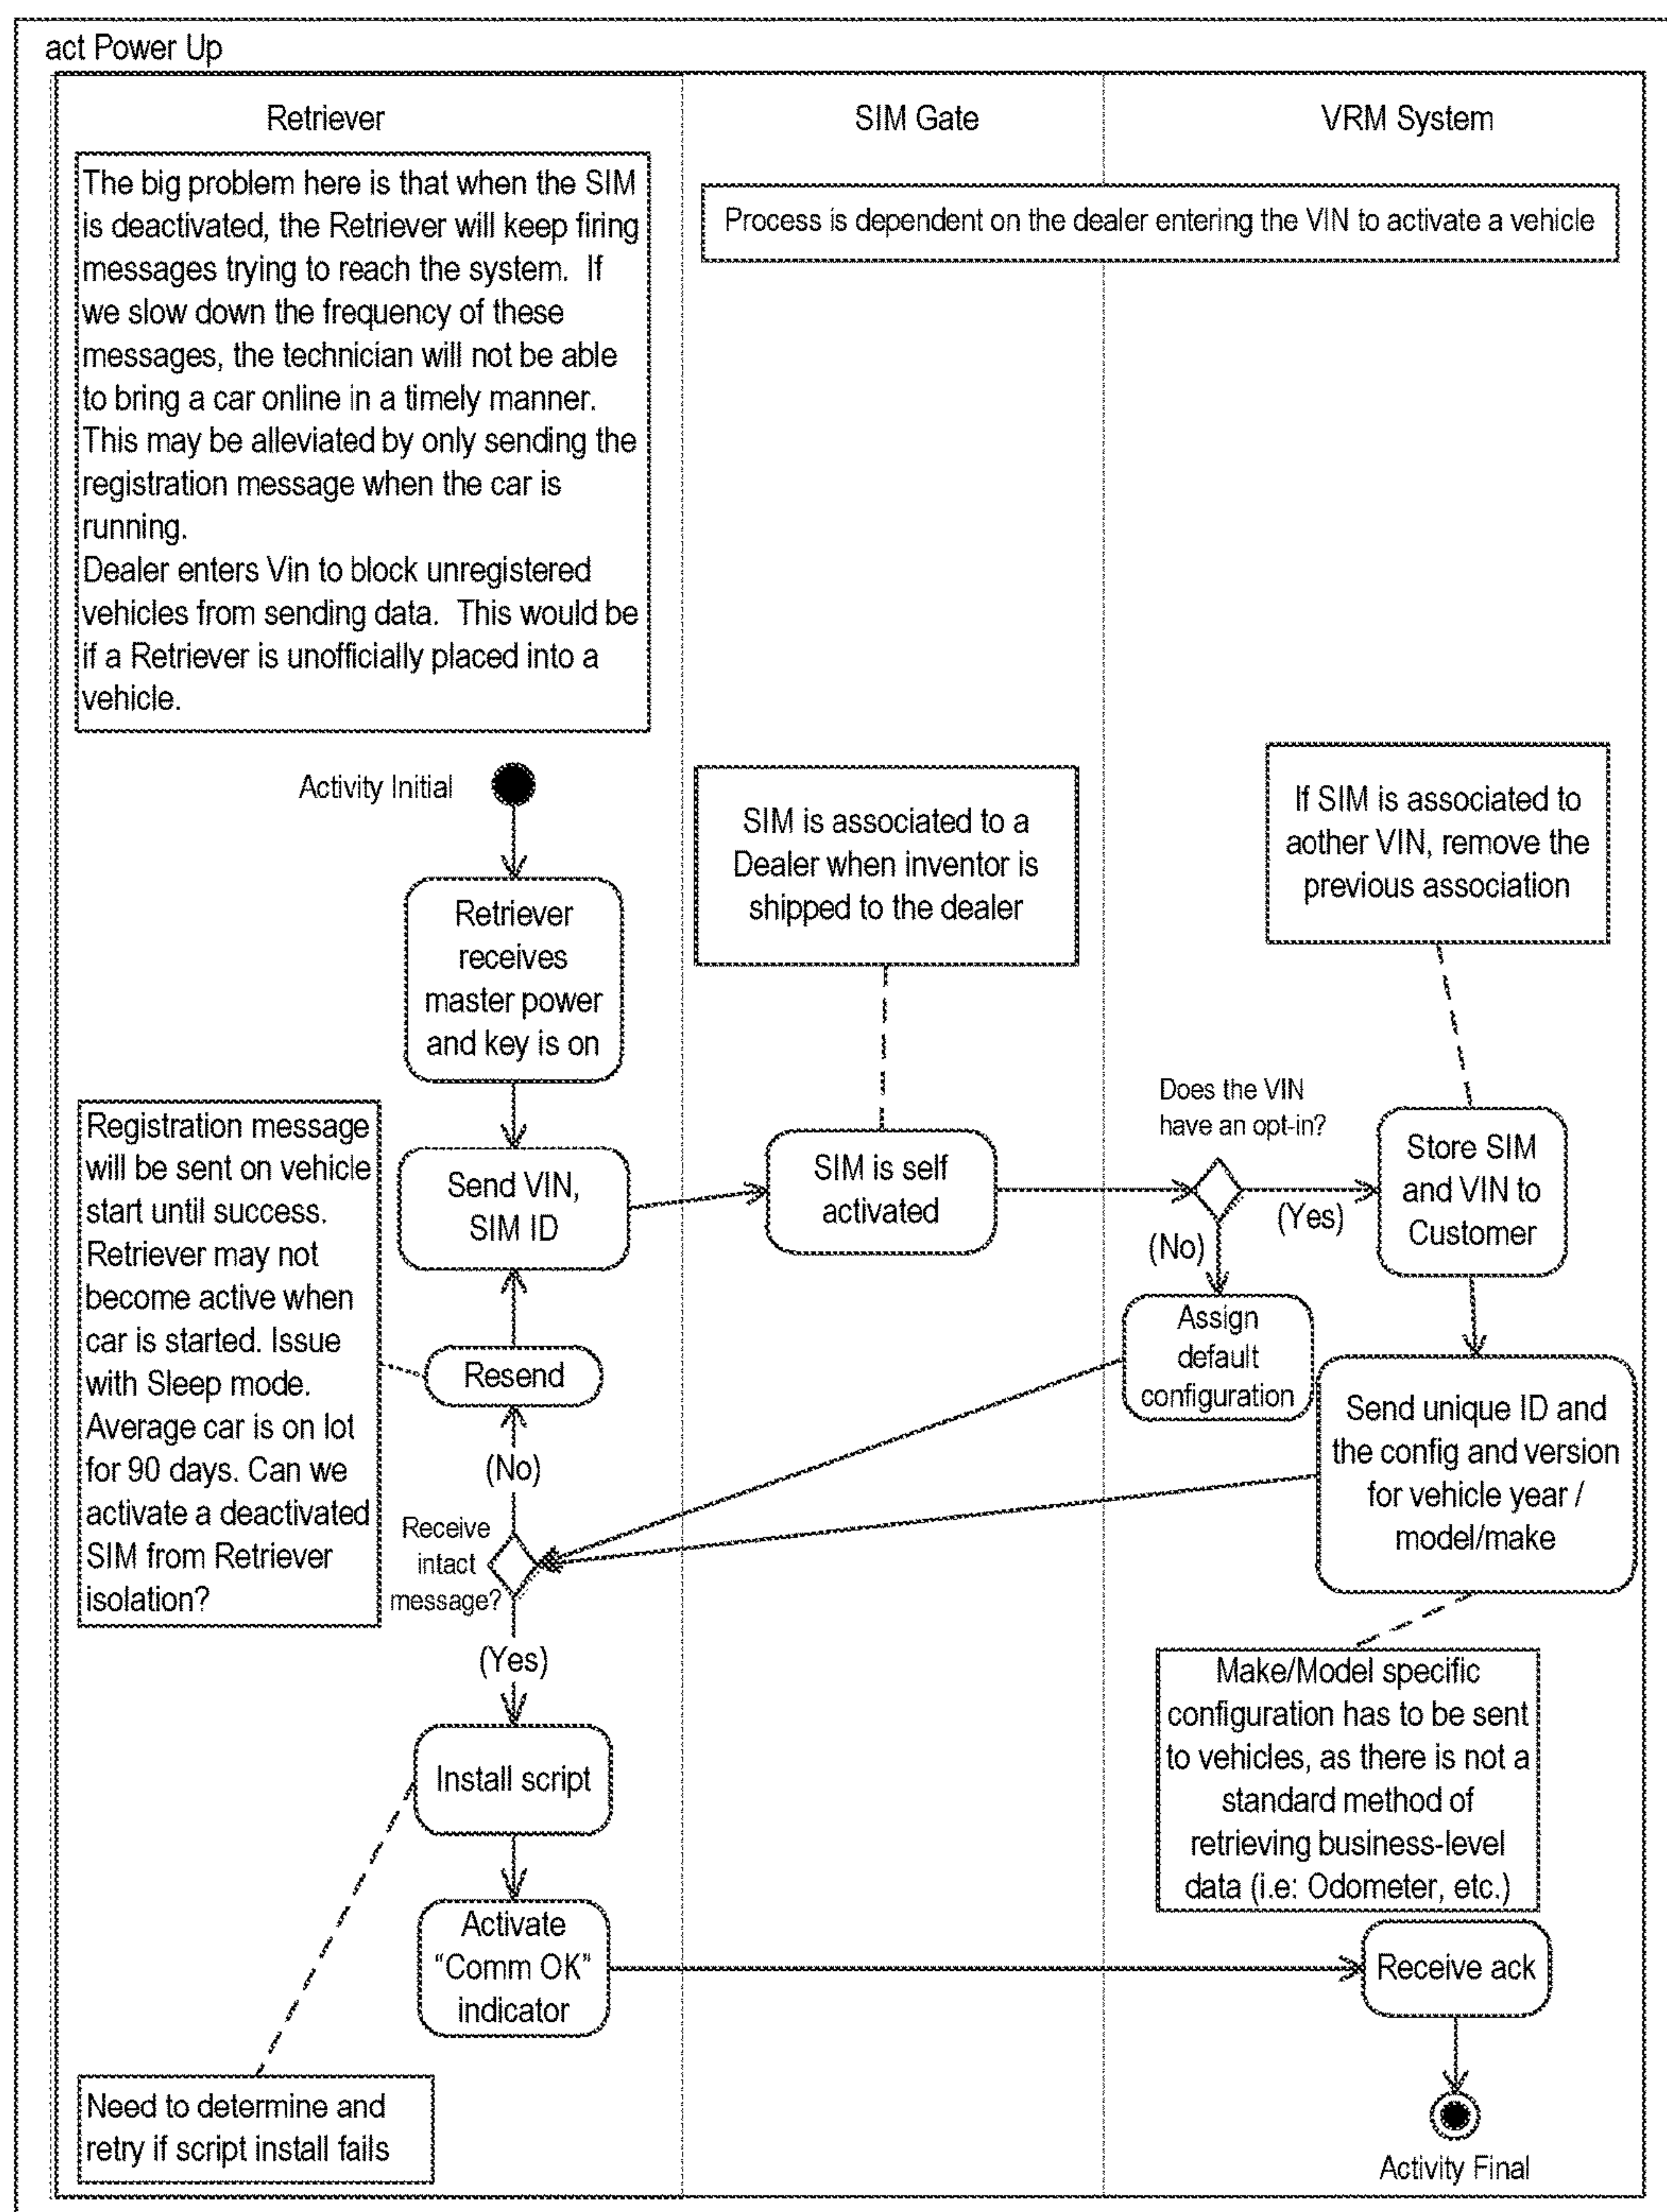 act Power Up
Retriever
SIM Gate
VRM System
The big problem here is that when the SIM
is deactivated, the Retriever will keep firing
messages trying to reach the system. If
we slow down the frequency of these
messages, the technician will not be able
to bring a car online in a timely manner.
This may be alleviated by only sending the
registration message when the car is
running.
Dealer enters Vin to block unregistered
vehicles from sending data. This would be
if a Retriever is unofficially placed into a
vehicle.
Process is dependent on the dealer entering the VIN to activate a vehicle
Activity Initial
Retriever
receives
master power
and key is on
SIM is associated to a
Dealer when inventor is
shipped to the dealer
If SIM is associated to
aother VIN, remove the
previous association
Registration message
will be sent on vehicle
start until success.
Retriever may not
become active when
car is started. Issue
with Sleep mode.
Average car is on lot
for 90 days. Can we
activate a deactivated
SIM from Retriever
isolation?
Send VIN,
SIM ID
SIM is self
activated
Does the VIN
have an opt-in?
(Yes)
(No)
Store SIM
and VIN to
Customer
Assign
default
configuration
Resend
(No)
Send unique ID and
the config and version
for vehicle year /
model/make
Receive
intact
message?
(Yes)
Make/Model specific
configuration has to be sent
to vehicles, as there is not a
standard method of
retrieving business-level
data (i.e: Odometer, etc.)
Install script
Activate
“Comm OK”
indicator
Receive ack
Need to determine and
retry if script install fails
Activity Final